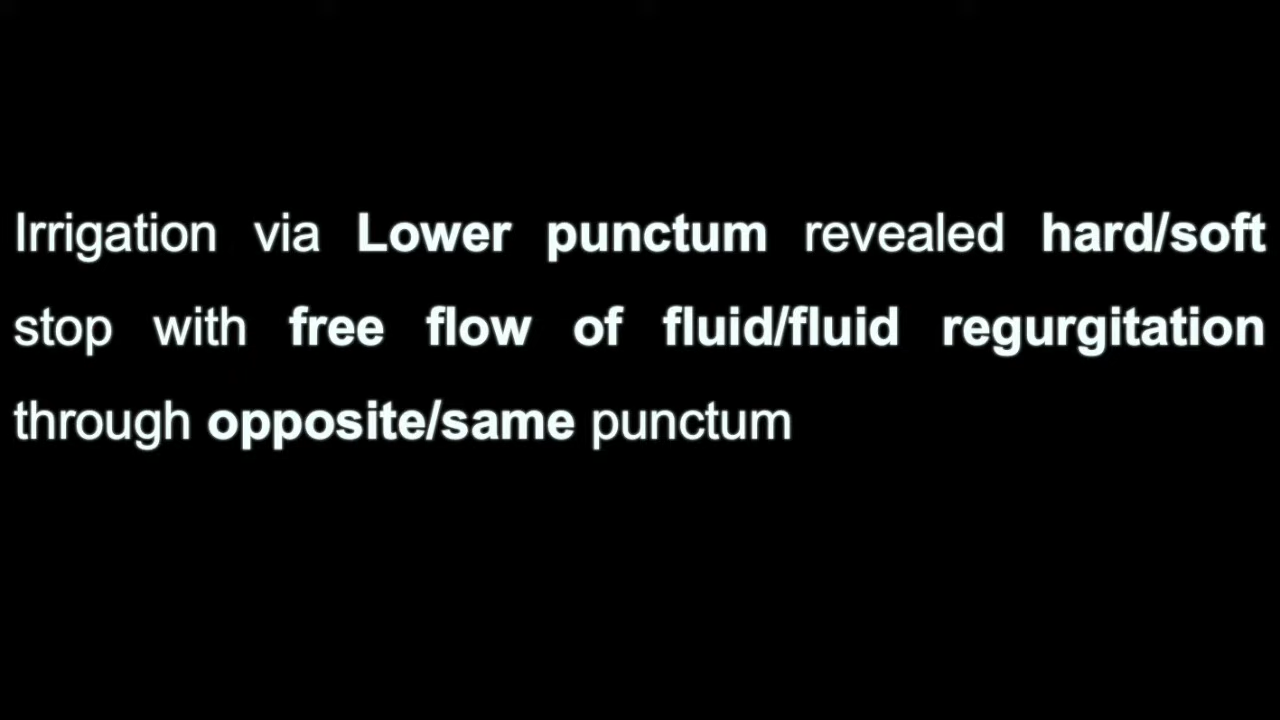 Irrigation via Lower punctum revealed hard/soft
stop with free flow of fluid/fluid regurgitation
through opposite/same punctum